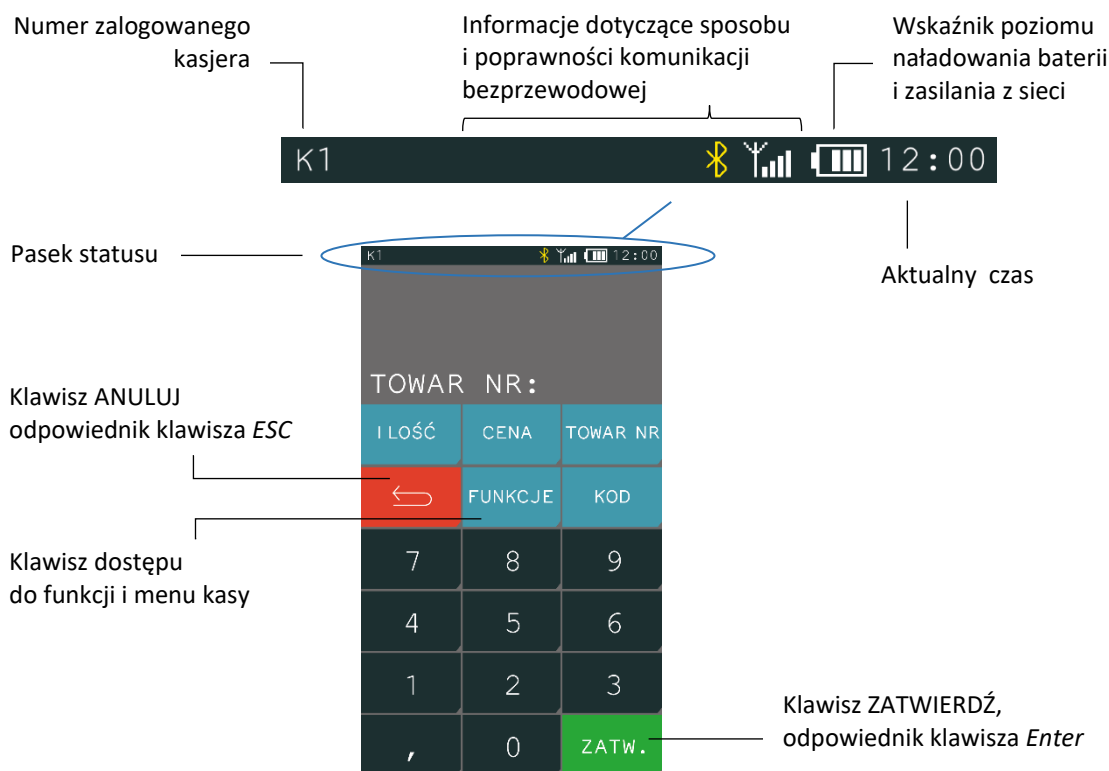 Numer zalogowanego
kasjera
Informacje dotyczące sposobu
i poprawności komunikacji
bezprzewodowej
Wskaźnik poziomu
naładowania baterii
i zasilania z sieci
K1 12:00
Pasek statusu
K1 12:00
Aktualny czas
TOWAR NR:
Klawisz ANULUJ
odpowiednik klawisza ESC
ILOŚĆ CENA TOWAR NR
FUNKCJE KOD
Klawisz dostępu
do funkcji i menu kasy
7 8 9
4 5 6
1 2 3
Klawisz ZATWIERDŹ,
odpowiednik klawisza Enter
, 0 ZATW.